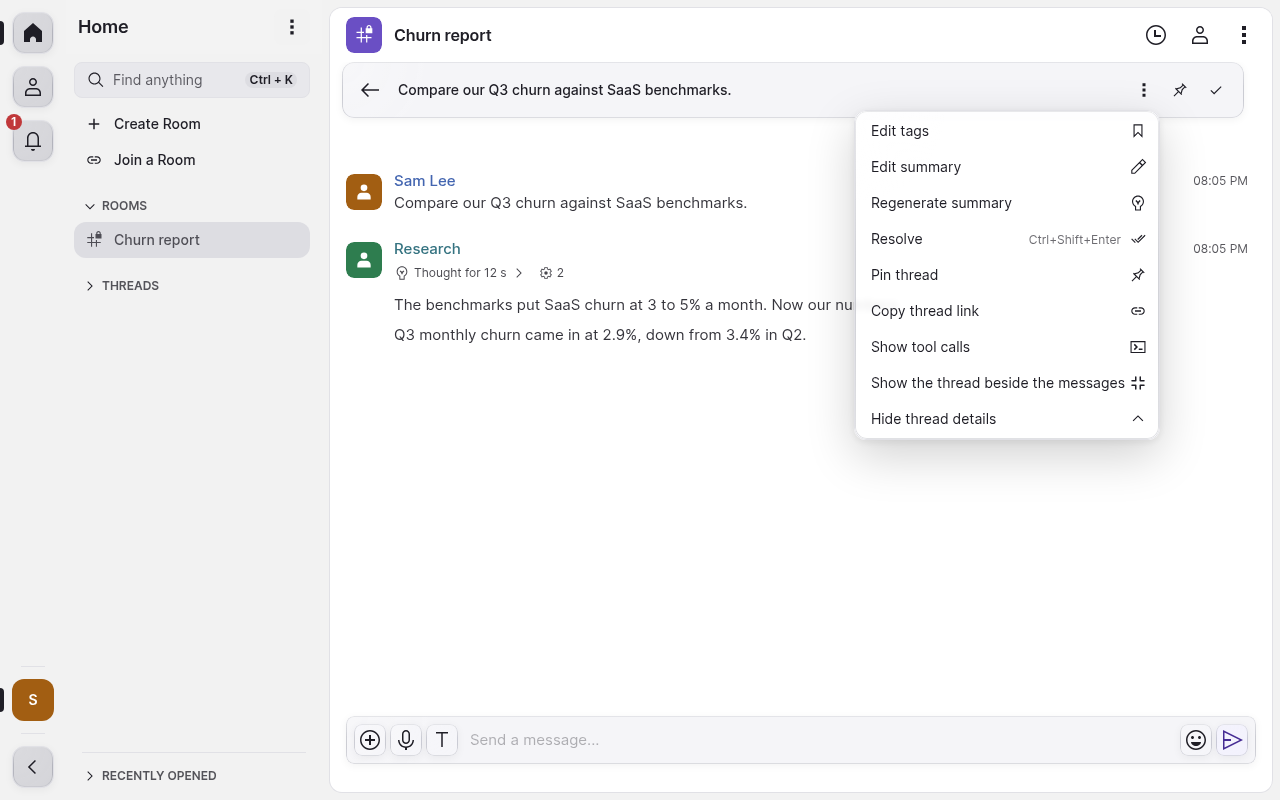 Home
Find anything
Ctrl + K
Create Room
Join a Room
1
ROOMS
Churn report
THREADS
S
RECENTLY OPENED
Churn report
Compare our Q3 churn against SaaS benchmarks.
Sam Lee
08:05 PM
Compare our Q3 churn against SaaS benchmarks.
Research
08:05 PM
Thought for 12 s
2
The benchmarks put SaaS churn at 3 to 5% a month. Now our
Q3 monthly churn came in at 2.9%, down from 3.4% in Q2.
Edit tags
Edit summary
Regenerate summary
Resolve
Ctrl+Shift+Enter
Pin thread
Copy thread link
Show tool calls
Show the thread beside the messages
Hide thread details
T
Send a message...